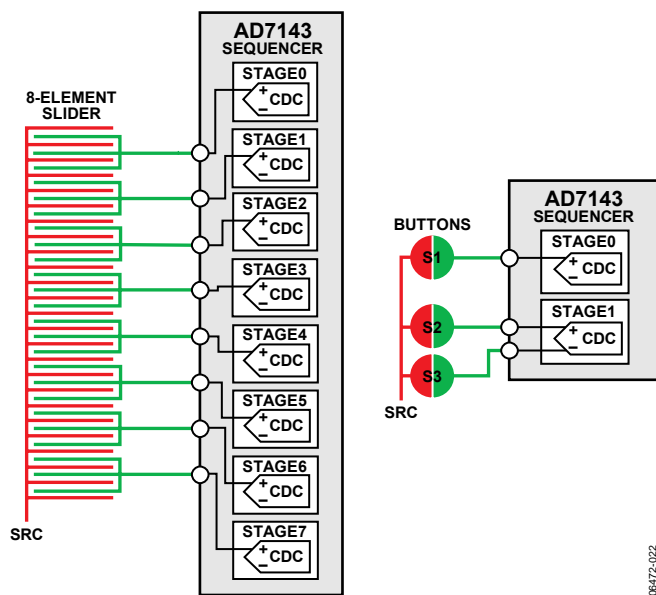 AD7143
SEQUENCER
8-ELEMENT
SLIDER
STAGE0
+
–
CDC
STAGE1
+
–
CDC
STAGE2
+
–
CDC
STAGE3
+
–
CDC
STAGE4
+
–
CDC
STAGE5
+
–
CDC
STAGE6
+
–
CDC
STAGE7
+
–
CDC
SRC
AD7143
SEQUENCER
BUTTONS
S1
S2
S3
SRC
STAGE0
+
–
CDC
STAGE1
+
–
CDC
06472-022